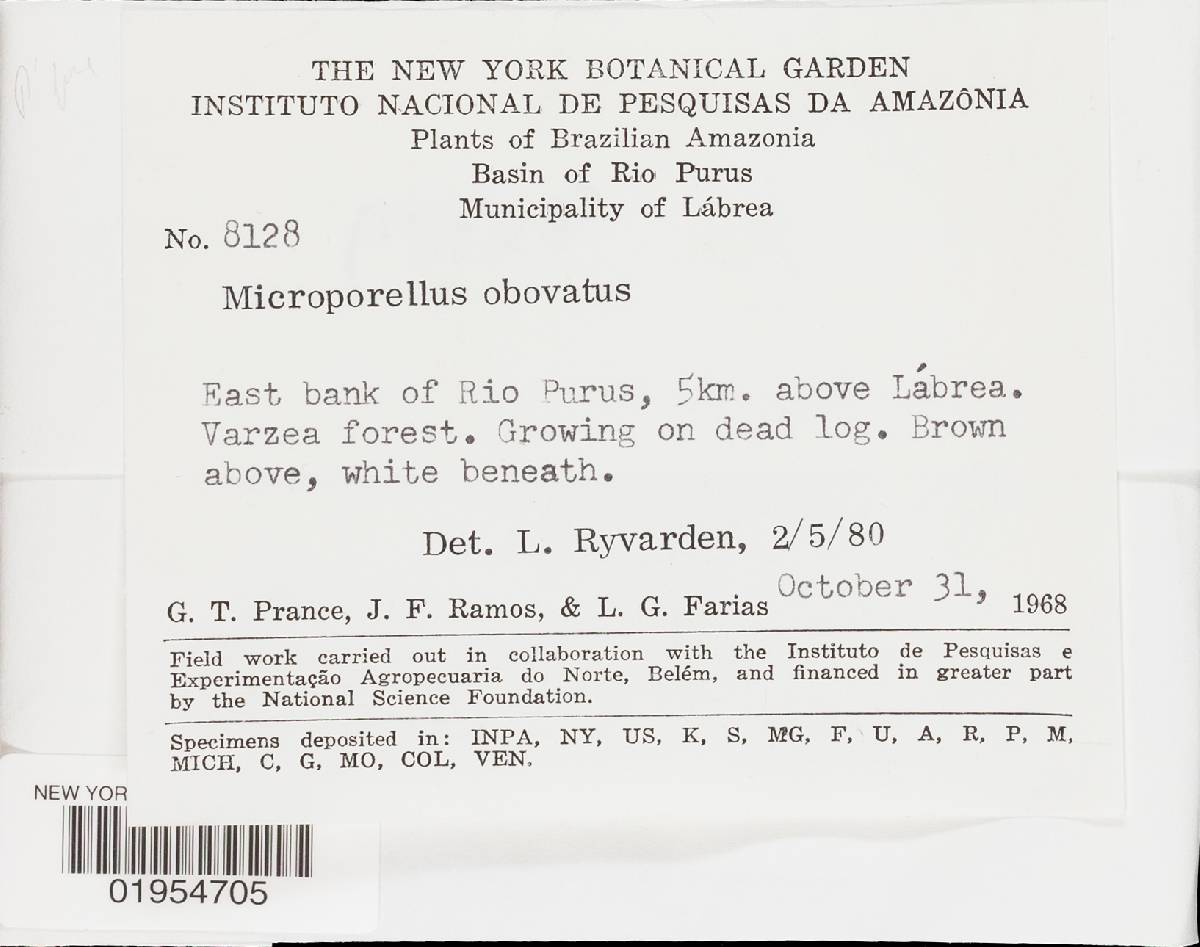 THE NEW YORK BOTANICAL GARDEN
INSTITUTO NACIONAL DE PESQUISAS DA AMAZÔNIA
Plants of Brazilian Amazonia
Basin of Rio Purus
Municipality of Lábrea
No. 8128
Microporellus obovatus
East bank of Rio Purus, 5km. above Lábrea.
Varzea forest. Growing on dead log. Brown
above, white beneath.
Det. L. Ryvarden, 2/5/80
G. T. Prance, J. F. Ramos, & L. G. Farias October 31, 1968
Field work carried out in collaboration with the Instituto de Pesquisas e
Experimentação Agropecuaria do Norte, Belém, and financed in greater part
by the National Science Foundation.
Specimens deposited in: INPA, NY, US, K, S, MG, F, U, A, R, P, M,
MICH, C, G, MO, COL, VEN.
NEW YOR
01954705